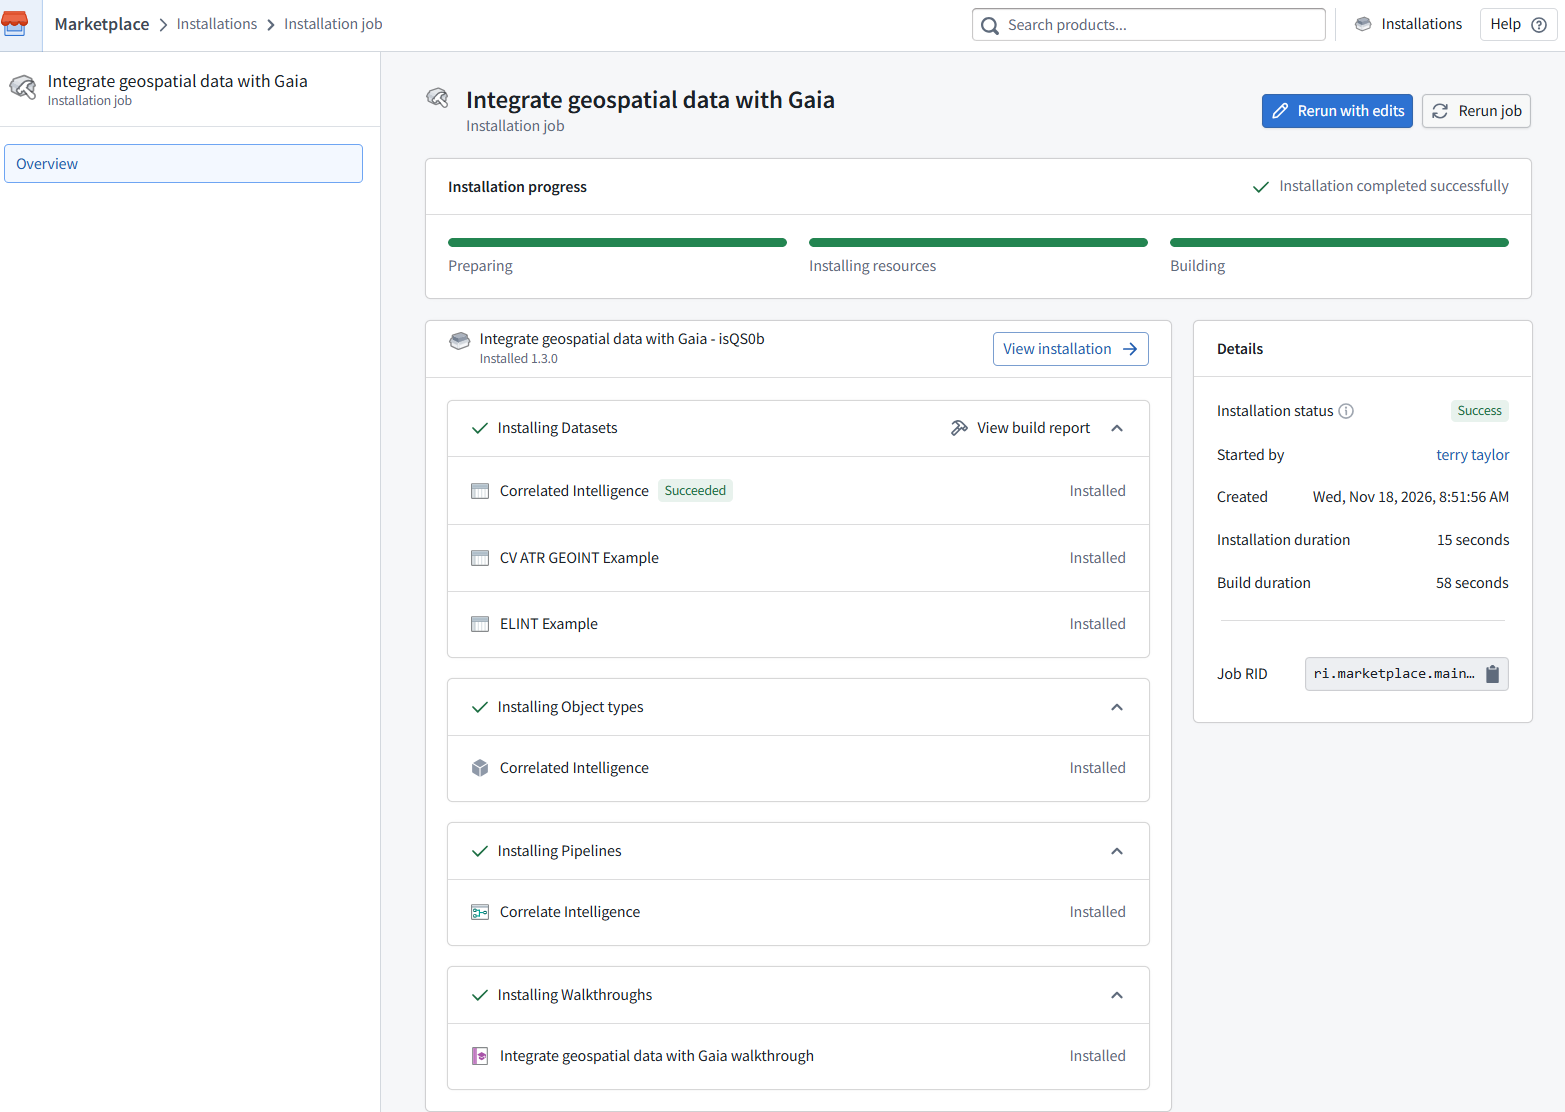 Marketplace > Installations > Installation job
Search products...
Installations
Help
Integrate geospatial data with Gaia
Installation job
Overview
Integrate geospatial data with Gaia
Installation job
Rerun with edits
Rerun job
Installation progress
Installation completed successfully
Preparing
Installing resources
Building
Integrate geospatial data with Gaia - isQS0b
Installed 1.3.0
View installation
Installing Datasets
View build report
Correlated Intelligence Succeeded Installed
CV ATR GEOINT Example Installed
ELINT Example Installed
Installing Object types
Correlated Intelligence Installed
Installing Pipelines
Correlate Intelligence Installed
Installing Walkthroughs
Integrate geospatial data with Gaia walkthrough Installed
Details
Installation status Success
Started by terry taylor
Created Wed, Nov 18, 2026, 8:51:56 AM
Installation duration 15 seconds
Build duration 58 seconds
Job RID ri.marketplace.main...